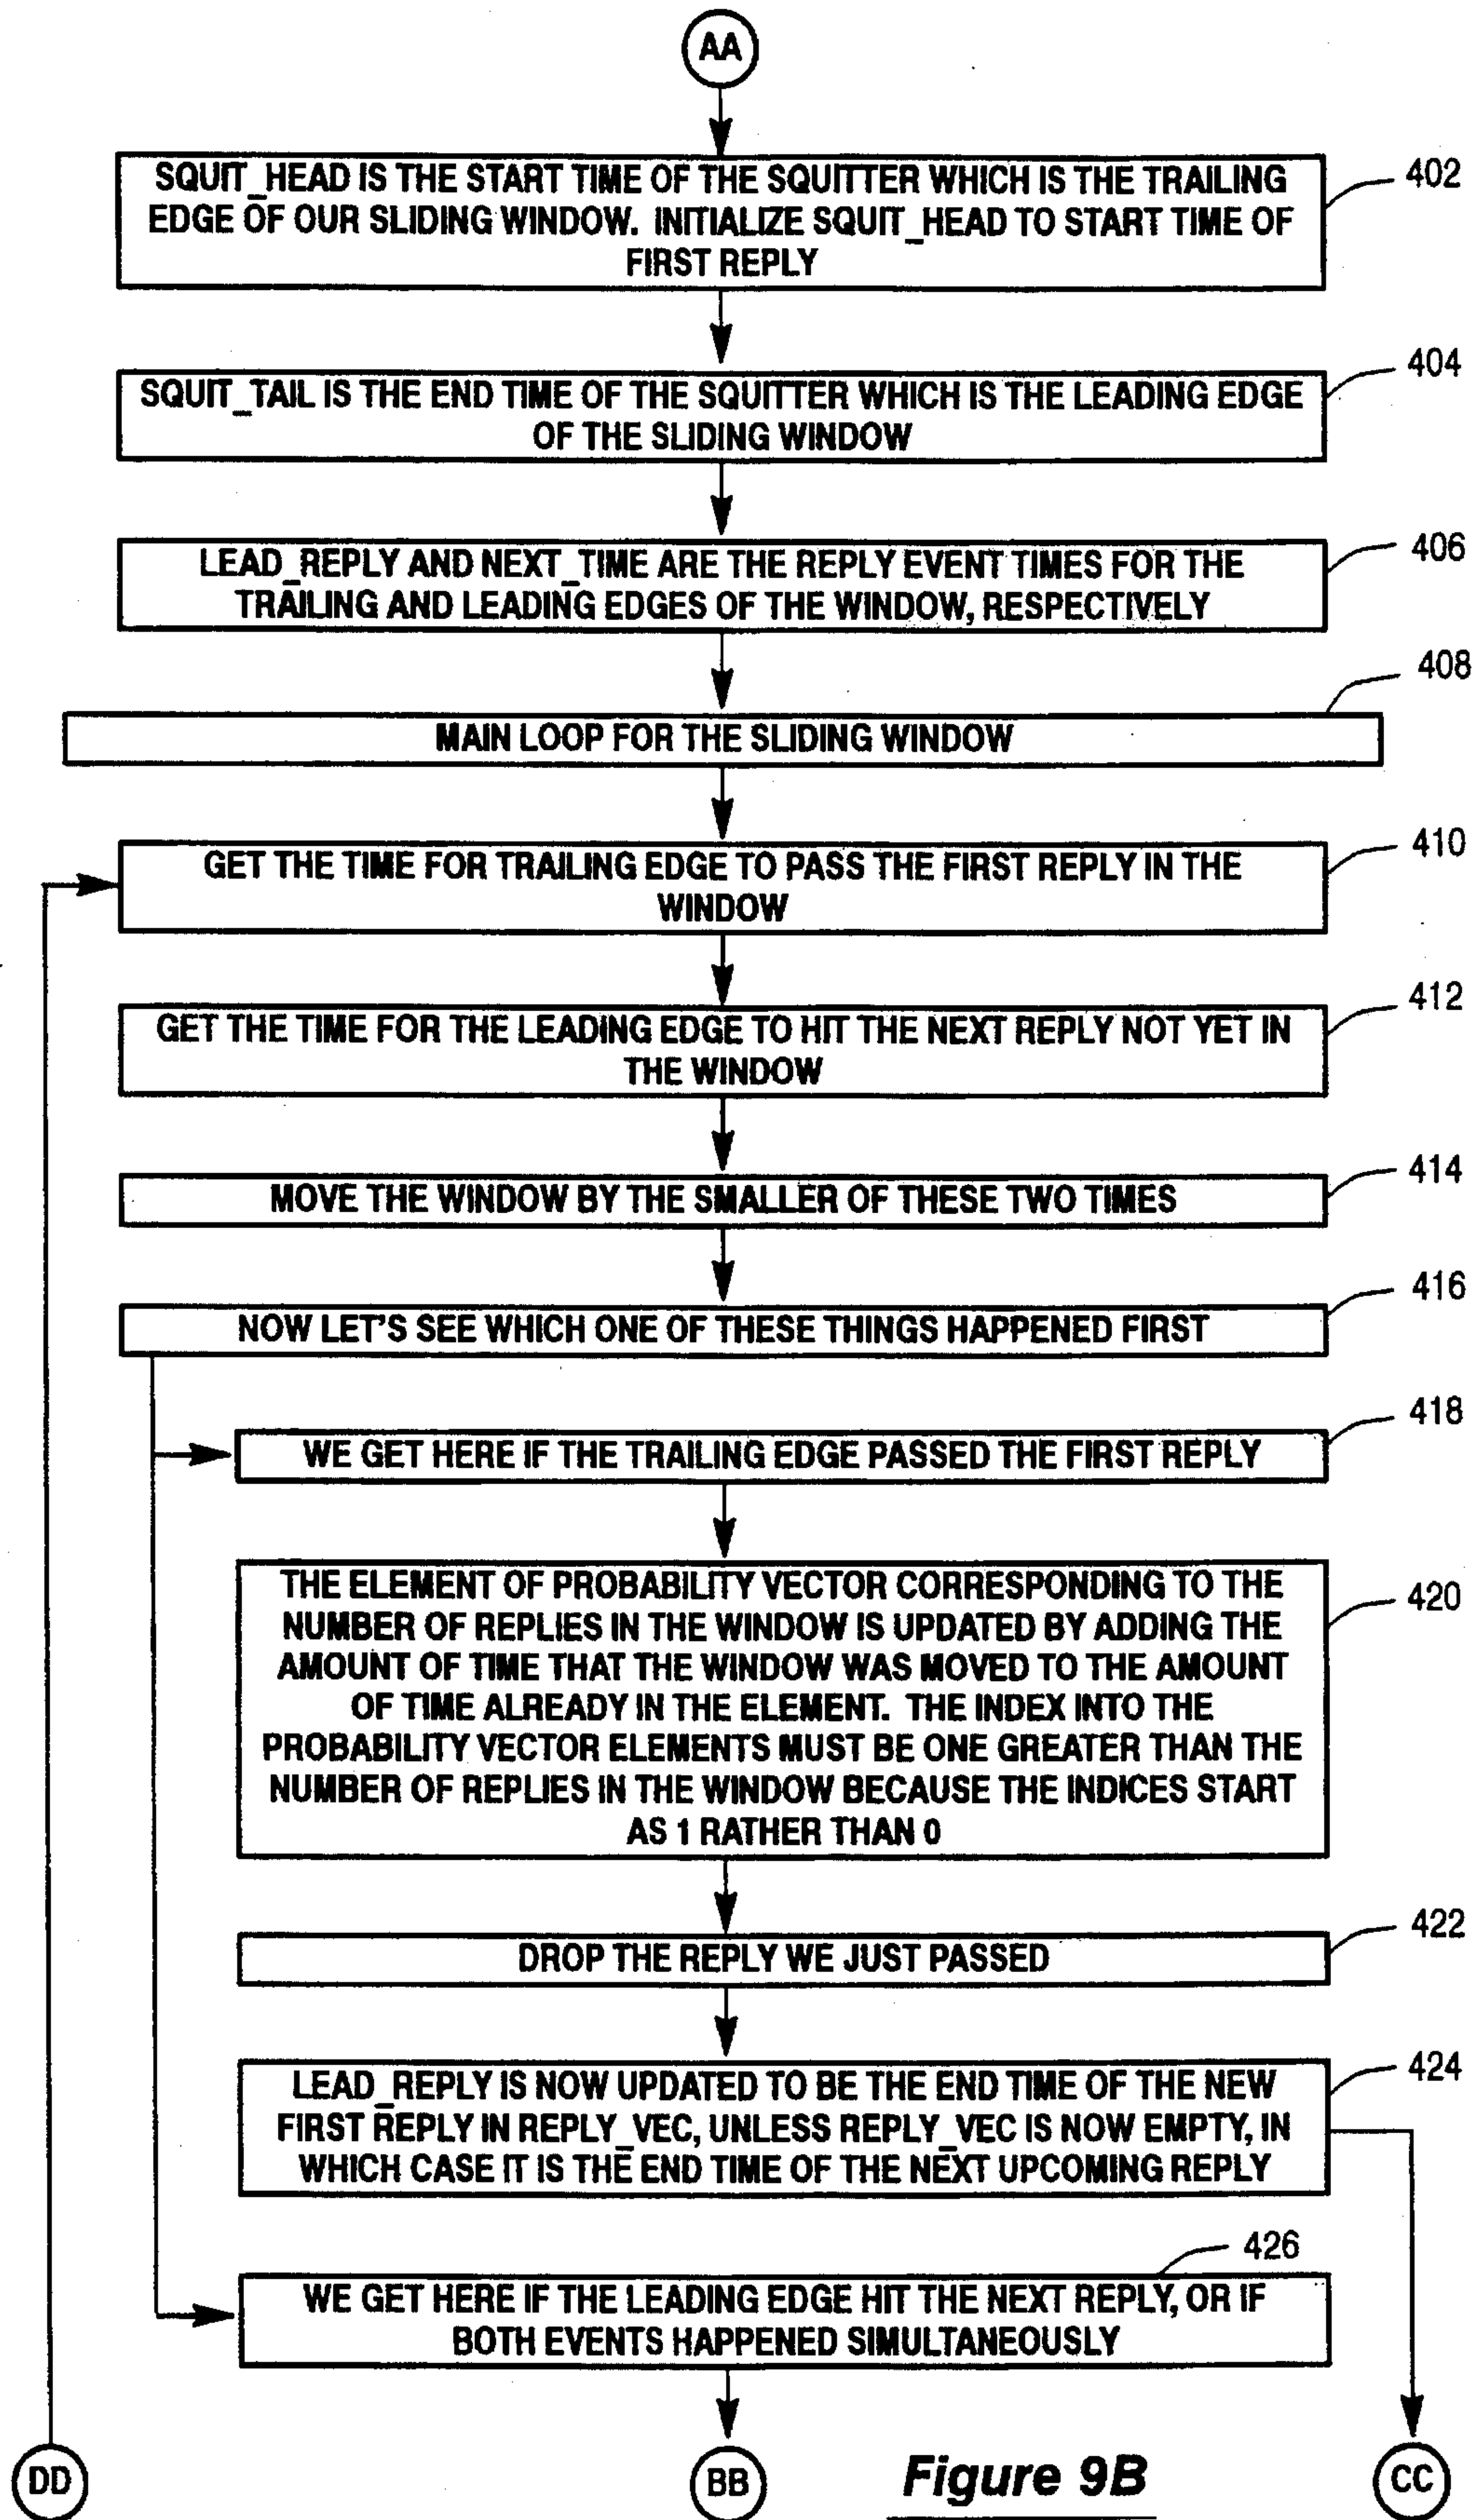 AA
SQUIT_HEAD IS THE START TIME OF THE SQUITTER WHICH IS THE TRAILING
EDGE OF OUR SLIDING WINDOW. INITIALIZE SQUIT_HEAD TO START TIME OF
FIRST REPLY
402
SQUIT_TAIL IS THE END TIME OF THE SQUITTER WHICH IS THE LEADING EDGE
OF THE SLIDING WINDOW
404
LEAD_REPLY AND NEXT_TIME ARE THE REPLY EVENT TIMES FOR THE
TRAILING AND LEADING EDGES OF THE WINDOW, RESPECTIVELY
406
MAIN LOOP FOR THE SLIDING WINDOW
408
GET THE TIME FOR TRAILING EDGE TO PASS THE FIRST REPLY IN THE
WINDOW
410
GET THE TIME FOR THE LEADING EDGE TO HIT THE NEXT REPLY NOT YET IN
THE WINDOW
412
MOVE THE WINDOW BY THE SMALLER OF THESE TWO TIMES
414
NOW LET'S SEE WHICH ONE OF THESE THINGS HAPPENED FIRST
416
WE GET HERE IF THE TRAILING EDGE PASSED THE FIRST REPLY
418
THE ELEMENT OF PROBABILITY VECTOR CORRESPONDING TO THE
NUMBER OF REPLIES IN THE WINDOW IS UPDATED BY ADDING THE
AMOUNT OF TIME THAT THE WINDOW WAS MOVED TO THE AMOUNT
OF TIME ALREADY IN THE ELEMENT. THE INDEX INTO THE
PROBABILITY VECTOR ELEMENTS MUST BE ONE GREATER THAN THE
NUMBER OF REPLIES IN THE WINDOW BECAUSE THE INDICES START
AS 1 RATHER THAN 0
420
DROP THE REPLY WE JUST PASSED
422
LEAD_REPLY IS NOW UPDATED TO BE THE END TIME OF THE NEW
FIRST REPLY IN REPLY_VEC, UNLESS REPLY_VEC IS NOW EMPTY, IN
WHICH CASE IT IS THE END TIME OF THE NEXT UPCOMING REPLY
424
WE GET HERE IF THE LEADING EDGE HIT THE NEXT REPLY, OR IF
BOTH EVENTS HAPPENED SIMULTANEOUSLY
426
DD
BB
Figure 9B
CC